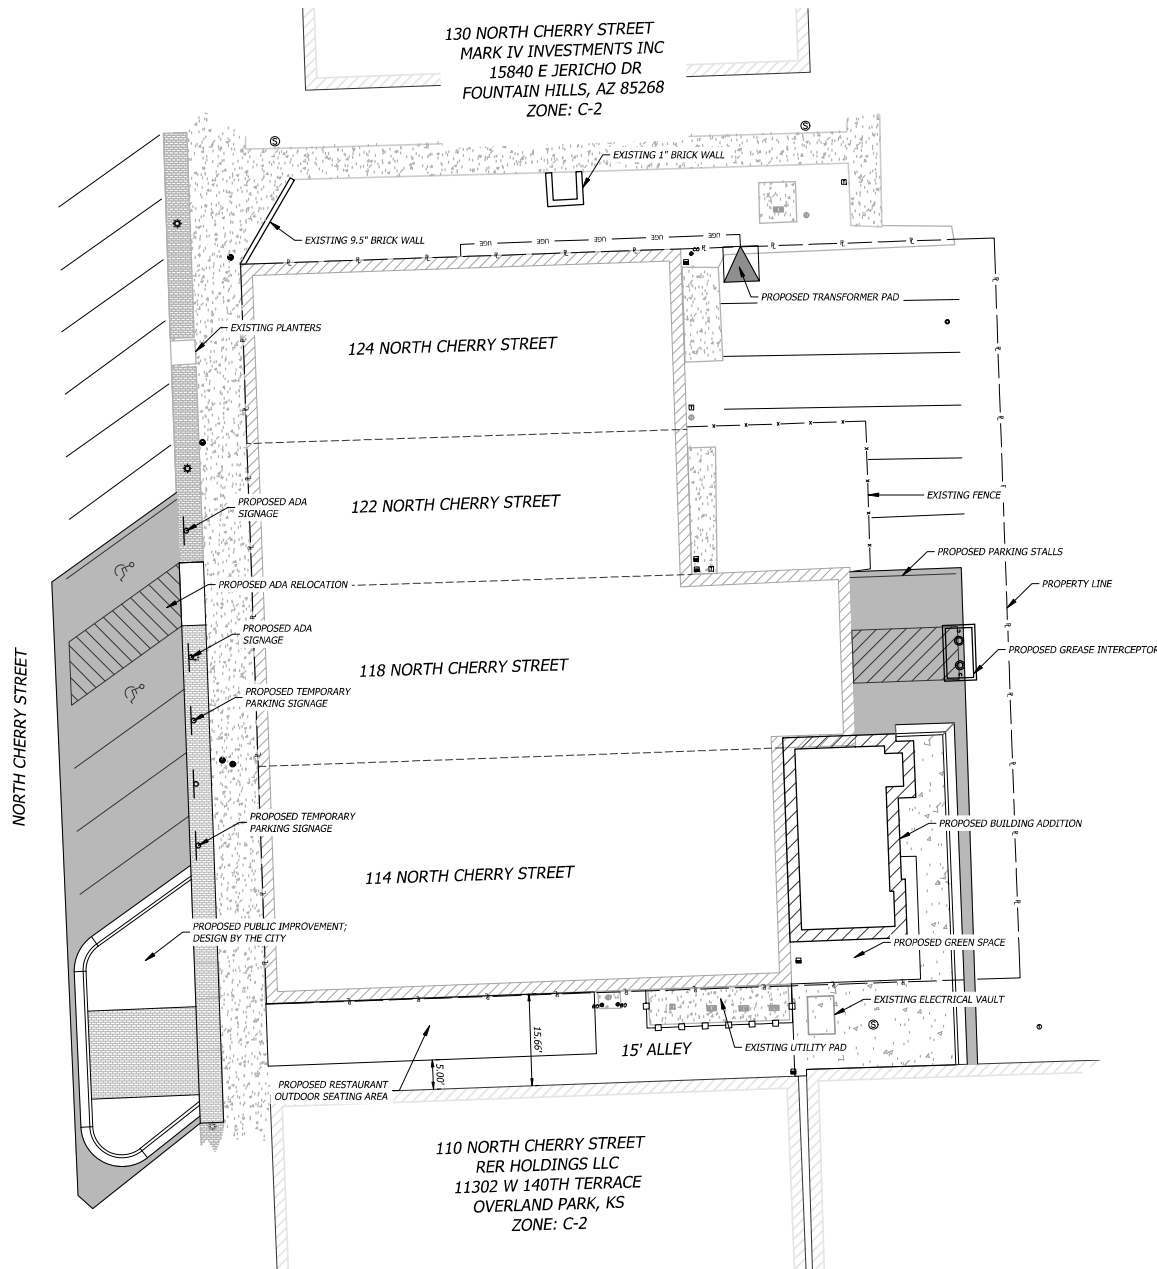 130 NORTH CHERRY STREET
MARK IV INVESTMENTS INC
15840 E JERICHO DR
FOUNTAIN HILLS, AZ 85268
ZONE: C-2
S
S
EXISTING 1" BRICK WALL
EXISTING 9.5" BRICK WALL
UGE
UGE
UGE
UGE
UGE
PROPOSED TRANSFORMER PAD
EXISTING PLANTERS
124 NORTH CHERRY STREET
122 NORTH CHERRY STREET
EXISTING FENCE
PROPOSED ADA
SIGNAGE
PROPOSED PARKING STALLS
PROPOSED ADA RELOCATION
PROPERTY LINE
PROPOSED ADA
SIGNAGE
PROPOSED GREASE INTERCEPTOR
118 NORTH CHERRY STREET
PROPOSED TEMPORARY
PARKING SIGNAGE
NORTH CHERRY STREET
PROPOSED TEMPORARY
PARKING SIGNAGE
PROPOSED BUILDING ADDITION
114 NORTH CHERRY STREET
PROPOSED PUBLIC IMPROVEMENT;
DESIGN BY THE CITY
PROPOSED GREEN SPACE
EXISTING ELECTRICAL VAULT
S
15.66'
15' ALLEY
EXISTING UTILITY PAD
5.00'
PROPOSED RESTAURANT
OUTDOOR SEATING AREA
110 NORTH CHERRY STREET
RER HOLDINGS LLC
11302 W 140TH TERRACE
OVERLAND PARK, KS
ZONE: C-2